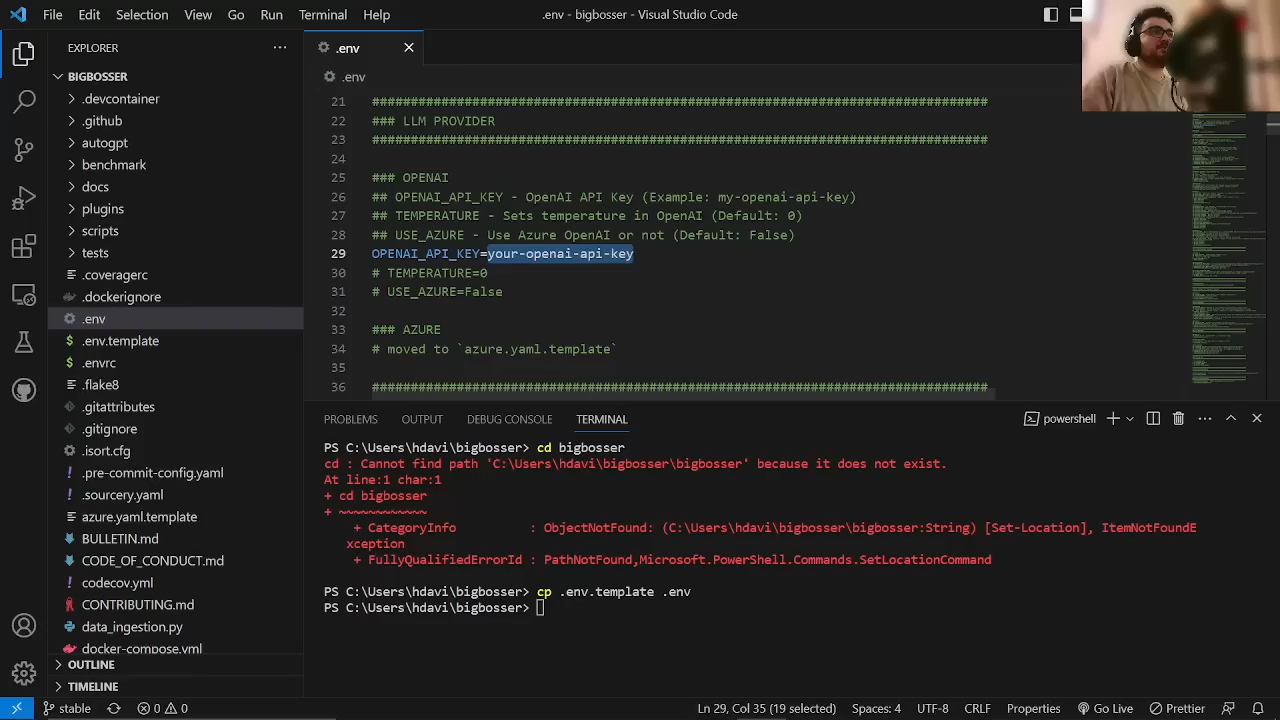 File Edit Selection View Go Run Terminal Help
.env - bigbosser - Visual Studio Code
EXPLORER
BIGBOSSER
.devcontainer
.github
autogpt
benchmark
docs
plugins
scripts
tests
.coveragerc
.dockerignore
.env
.env.template
.envrc
.flake8
.gitattributes
.gitignore
.isort.cfg
.pre-commit-config.yaml
.sourcery.yaml
azure.yaml.template
BULLETIN.md
CODE_OF_CONDUCT.md
codecov.yml
CONTRIBUTING.md
data_ingestion.py
docker-compose.yml
OUTLINE
TIMELINE
.env
.env
21 ################################################################################
22 ### LLM PROVIDER
23 ################################################################################
24
25 ### OPENAI
26 ## OPENAI_API_KEY - OpenAI API Key (Example: my-openai-api-key)
27 ## TEMPERATURE - Sets temperature in OpenAI (Default: 0)
28 ## USE_AZURE - Use Azure OpenAI or not (Default: False)
29 OPENAI_API_KEY=your-openai-api-key
30 # TEMPERATURE=0
31 # USE_AZURE=False
32
33 ### AZURE
34 # moved to `azure.yaml.template`
35
36 ################################################################################
PROBLEMS OUTPUT DEBUG CONSOLE TERMINAL
powershell
PS C:\Users\hdavi\bigbosser> cd bigbosser
cd : Cannot find path 'C:\Users\hdavi\bigbosser\bigbosser' because it does not exist.
At line:1 char:1
+ cd bigbosser
+ ~~~~~~~~~~~~
+ CategoryInfo : ObjectNotFound: (C:\Users\hdavi\bigbosser\bigbosser:String) [Set-Location], ItemNotFoundE
xception
+ FullyQualifiedErrorId : PathNotFound,Microsoft.PowerShell.Commands.SetLocationCommand
PS C:\Users\hdavi\bigbosser> cp .env.template .env
PS C:\Users\hdavi\bigbosser>
stable
0 0
Ln 29, Col 35 (19 selected) Spaces: 4 UTF-8 CRLF Properties Go Live Prettier